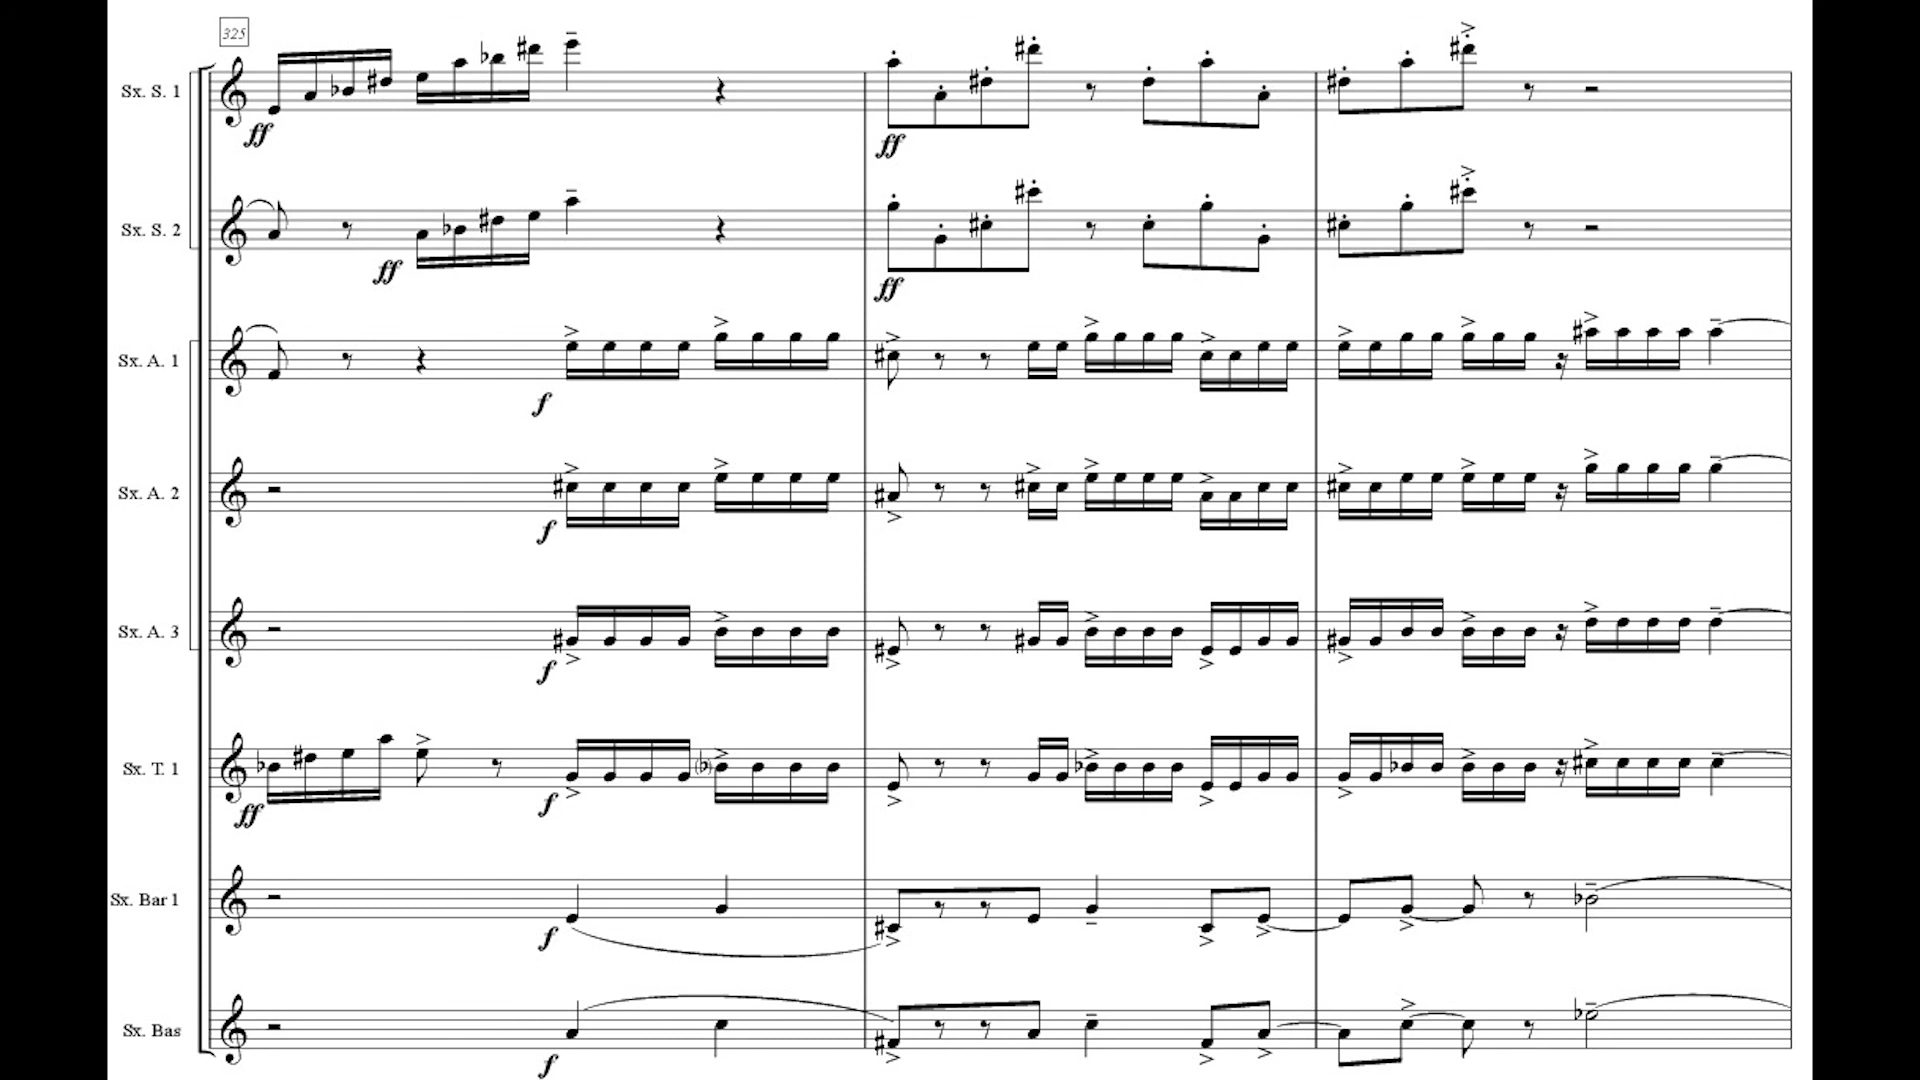 325
Sx. S. 1
ff
ff
Sx. S. 2
ff
ff
Sx. A. 1
f
Sx. A. 2
f
Sx. A. 3
f
Sx. T. 1
ff
f
Sx. Bar 1
f
Sx. Bas
f